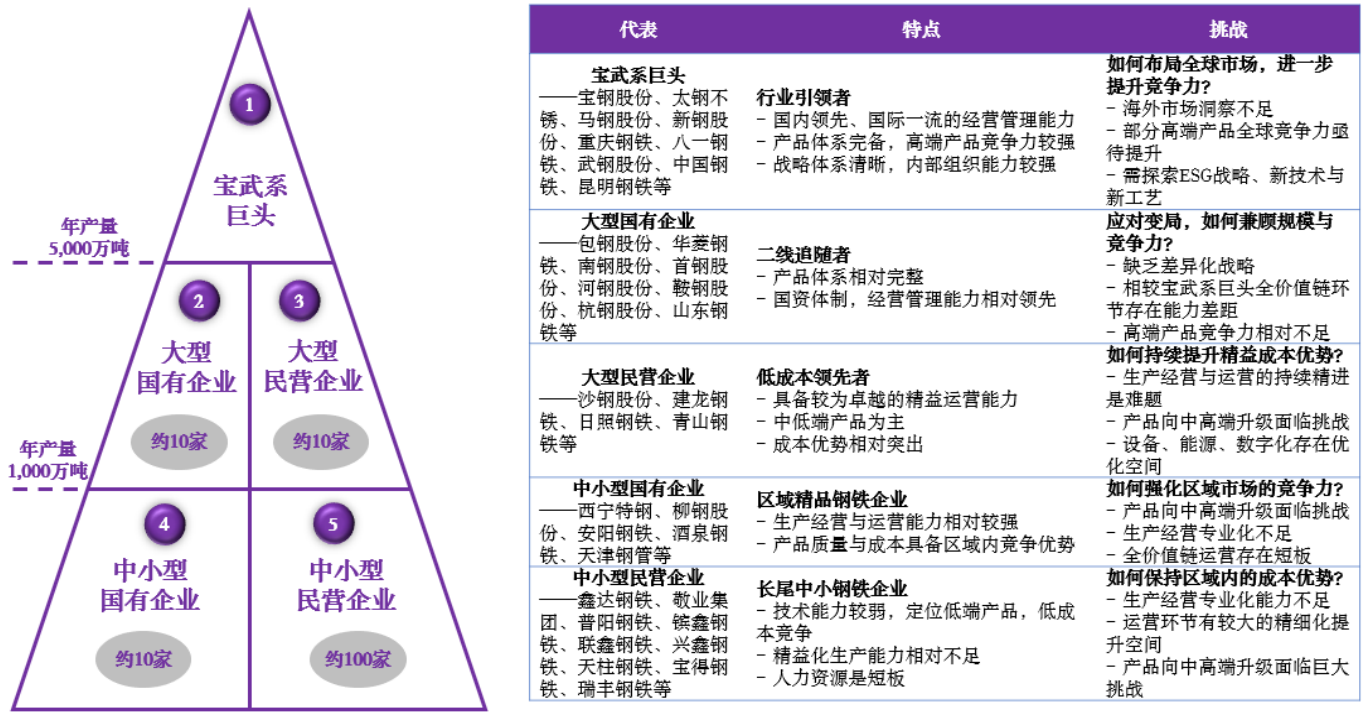 1
宝武系
巨头
年产量
5,000万吨
2
3
大型
国有企业
大型
民营企业
约10家
约10家
年产量
1,000万吨
4
5
中小型
国有企业
中小型
民营企业
约10家
约100家
代表
特点
挑战
宝武系巨头
——宝钢股份、太钢不
锈、马钢股份、新钢股
份、重庆钢铁、八一钢
铁、武钢股份、中国钢
铁、昆明钢铁等
行业引领者
- 国内领先、国际一流的经营管理能力
- 产品体系完备，高端产品竞争力较强
- 战略体系清晰，内部组织能力较强
如何布局全球市场，进一步
提升竞争力?
- 海外市场洞察不足
- 部分高端产品全球竞争力亟
待提升
- 需探索ESG战略、新技术与
新工艺
大型国有企业
——包钢股份、华菱钢
铁、南钢股份、首钢股
份、河钢股份、鞍钢股
份、杭钢股份、山东钢
铁等
二线追随者
- 产品体系相对完整
- 国资体制，经营管理能力相对领先
应对变局，如何兼顾规模与
竞争力?
- 缺乏差异化战略
- 相较宝武系巨头全价值链环
节存在能力差距
- 高端产品竞争力相对不足
大型民营企业
——沙钢股份、建龙钢
铁、日照钢铁、青山钢
铁等
低成本领先者
- 具备较为卓越的精益运营能力
- 中低端产品为主
- 成本优势相对突出
如何持续提升精益成本优势?
- 生产经营与运营的持续精进
是难题
- 产品向中高端升级面临挑战
- 设备、能源、数字化存在优
化空间
中小型国有企业
——西宁特钢、柳钢股
份、安阳钢铁、酒泉钢
铁、天津钢管等
区域精品钢铁企业
- 生产经营与运营能力相对较强
- 产品质量与成本具备区域内竞争优势
如何强化区域市场的竞争力?
- 产品向中高端升级面临挑战
- 生产经营专业化不足
- 全价值链运营存在短板
中小型民营企业
——鑫达钢铁、敬业集
团、普阳钢铁、镔鑫钢
铁、联鑫钢铁、兴鑫钢
铁、天柱钢铁、宝得钢
铁、瑞丰钢铁等
长尾中小钢铁企业
- 技术能力较弱，定位低端产品，低成
本竞争
- 精益化生产能力相对不足
- 人力资源是短板
如何保持区域内的成本优势?
- 生产经营专业化能力不足
- 运营环节有较大的精细化提
升空间
- 产品向中高端升级面临巨大
挑战